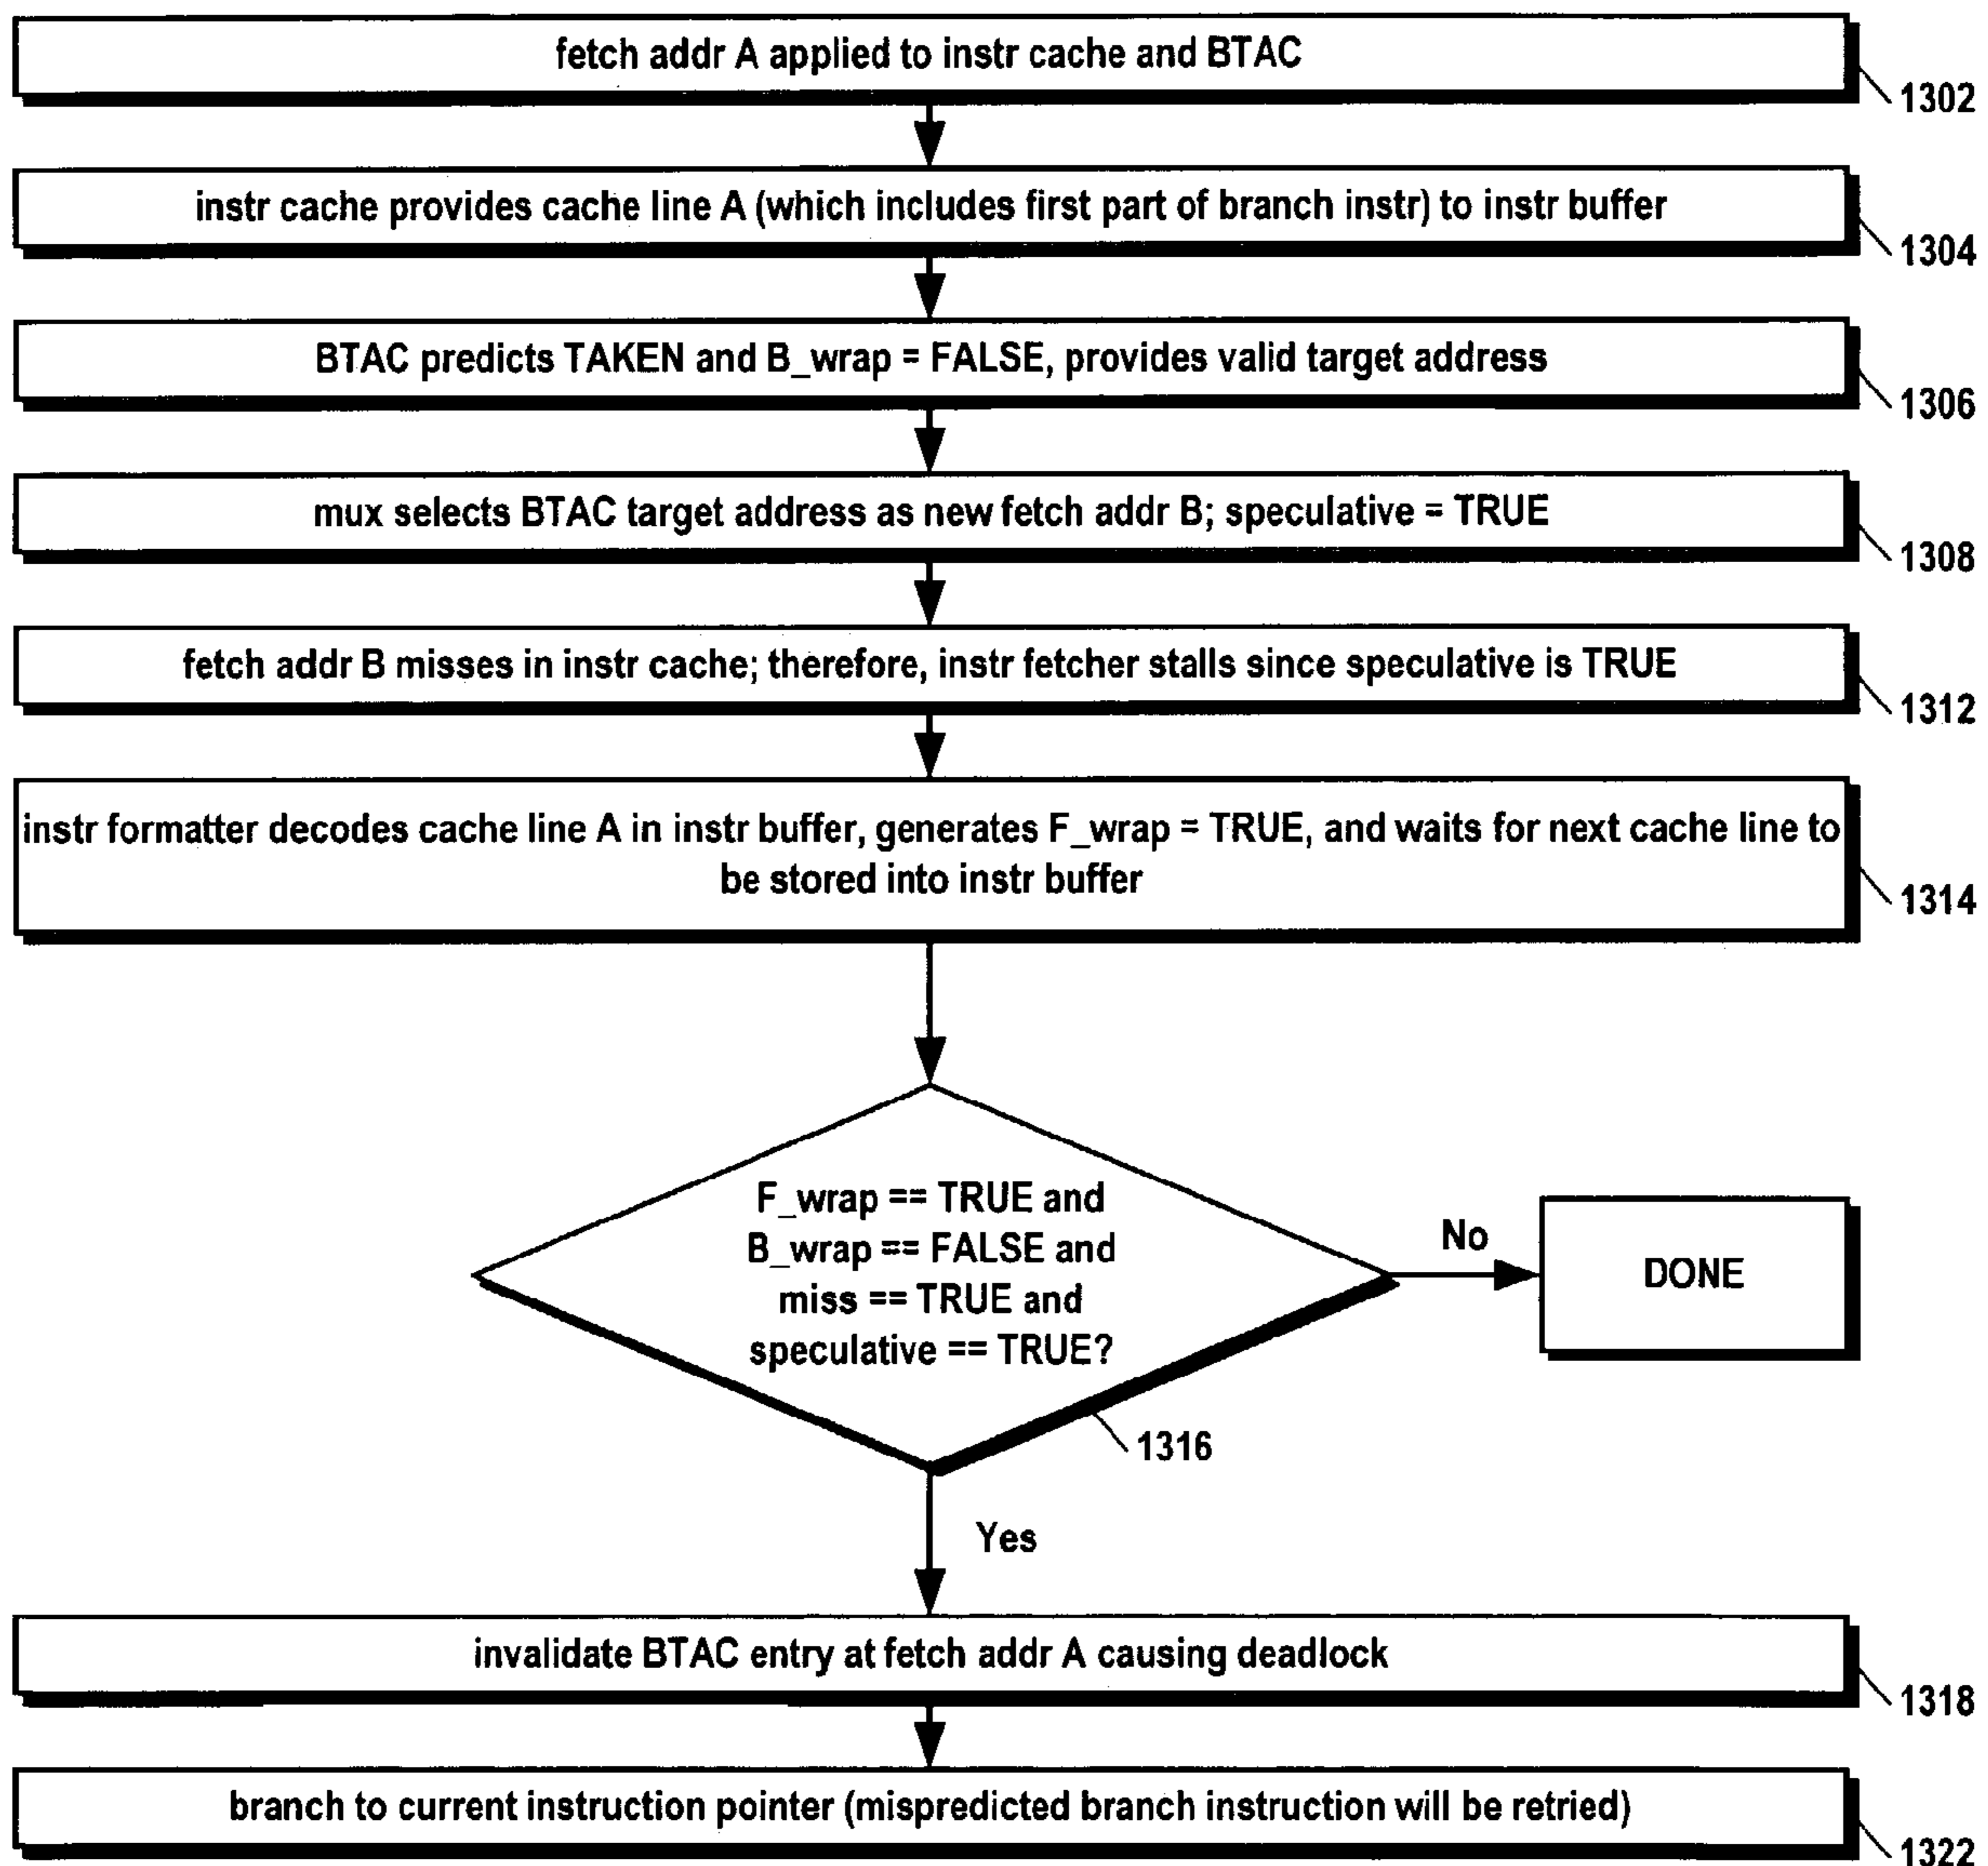 fetch addr A applied to instr cache and BTAC
1302
instr cache provides cache line A (which includes first part of branch instr) to instr buffer
1304
BTAC predicts TAKEN and B_wrap = FALSE, provides valid target address
1306
mux selects BTAC target address as new fetch addr B; speculative = TRUE
1308
fetch addr B misses in instr cache; therefore, instr fetcher stalls since speculative is TRUE
1312
instr formatter decodes cache line A in instr buffer, generates F_wrap = TRUE, and waits for next cache line to
be stored into instr buffer
1314
F_wrap == TRUE and
B_wrap == FALSE and
miss == TRUE and
speculative == TRUE?
No
DONE
1316
Yes
invalidate BTAC entry at fetch addr A causing deadlock
1318
branch to current instruction pointer (mispredicted branch instruction will be retried)
1322